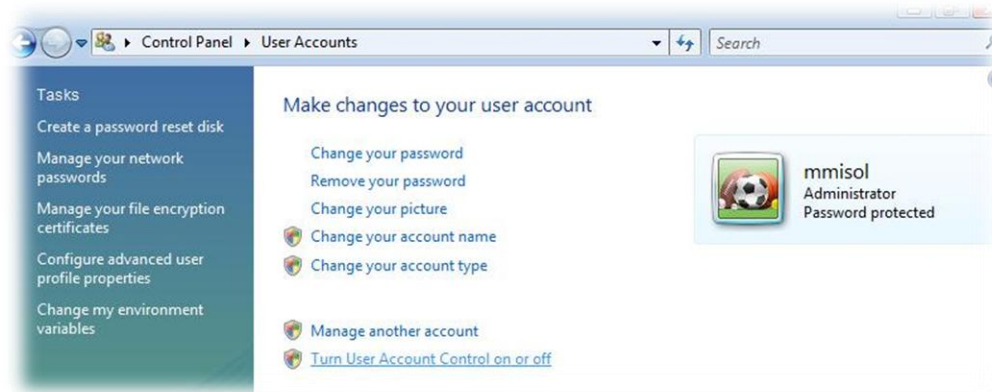 Control Panel
User Accounts
Search
Tasks
Create a password reset disk
Manage your network
passwords
Manage your file encryption
certificates
Configure advanced user
profile properties
Change my environment
variables
Make changes to your user account
Change your password
Remove your password
Change your picture
Change your account name
Change your account type
Manage another account
Turn User Account Control on or off
mmisol
Administrator
Password protected